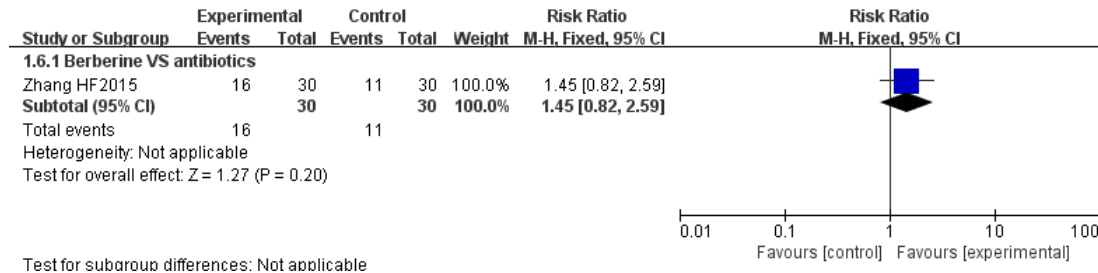 Experimental Control Risk Ratio Risk Ratio
Study or Subgroup Events Total Events Total Weight M-H, Fixed, 95% CI M-H, Fixed, 95% CI
1.6.1 Berberine VS antibiotics
Zhang HF2015 16 30 11 30 100.0% 1.45 [0.82, 2.59]
Subtotal (95% CI) 30 30 100.0% 1.45 [0.82, 2.59]
Total events 16 11
Heterogeneity: Not applicable
Test for overall effect: Z = 1.27 (P = 0.20)
0.01 0.1 1 10 100
Favours [control] Favours [experimental]
Test for subgroup differences: Not applicable